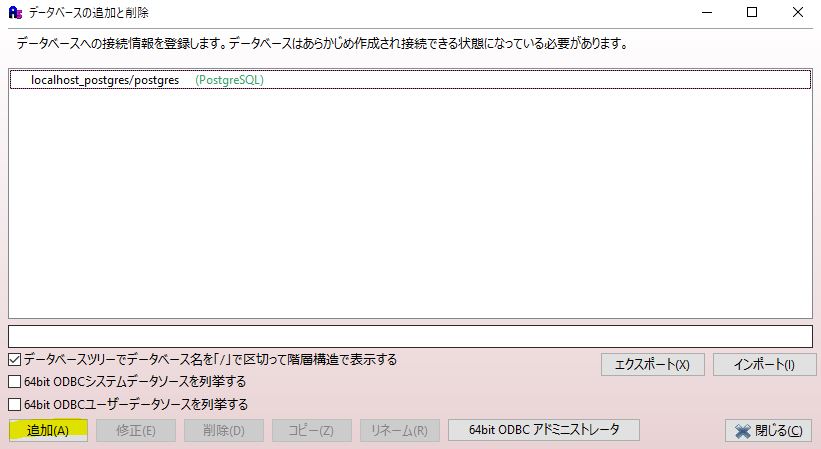 A5 データベースの追加と削除
データベースへの接続情報を登録します。データベースはあらかじめ作成され接続できる状態になっている必要があります。
localhost_postgres/postgres (PostgreSQL)
データベースツリーでデータベース名を「/」で区切って階層構造で表示する
エクスポート(X) インポート(I)
64bit ODBCシステムデータソースを列挙する
64bit ODBCユーザーデータソースを列挙する
追加(A) 修正(E) 削除(D) コピー(Z) リネーム(R) 64bit ODBC アドミニストレータ 閉じる(C)